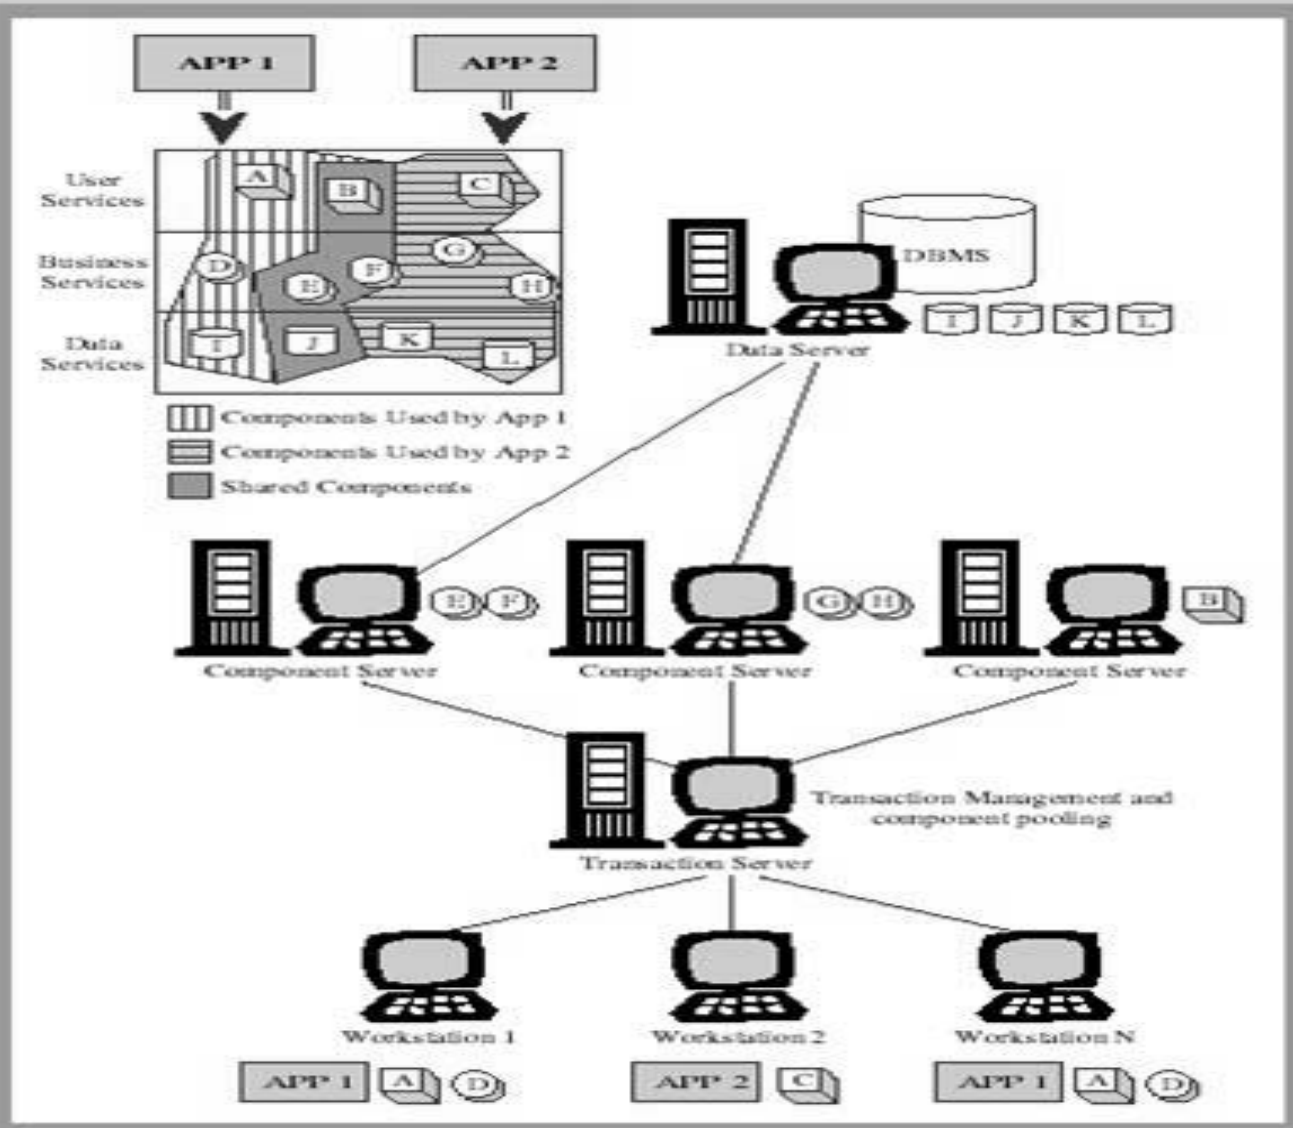 APP 1
APP 2
User
Services
A
B
C
Business
Services
D
E
F
G
H
Data
Services
I
J
K
L
Components Used by App 1
Components Used by App 2
Shared Components
DBMS
I J K L
Data Server
E F
G H
B
Component Server
Component Server
Component Server
Transaction Management and
component pooling
Transaction Server
Workstation 1
Workstation 2
Workstation N
APP 1 A D
APP 2 C
APP 1 A D